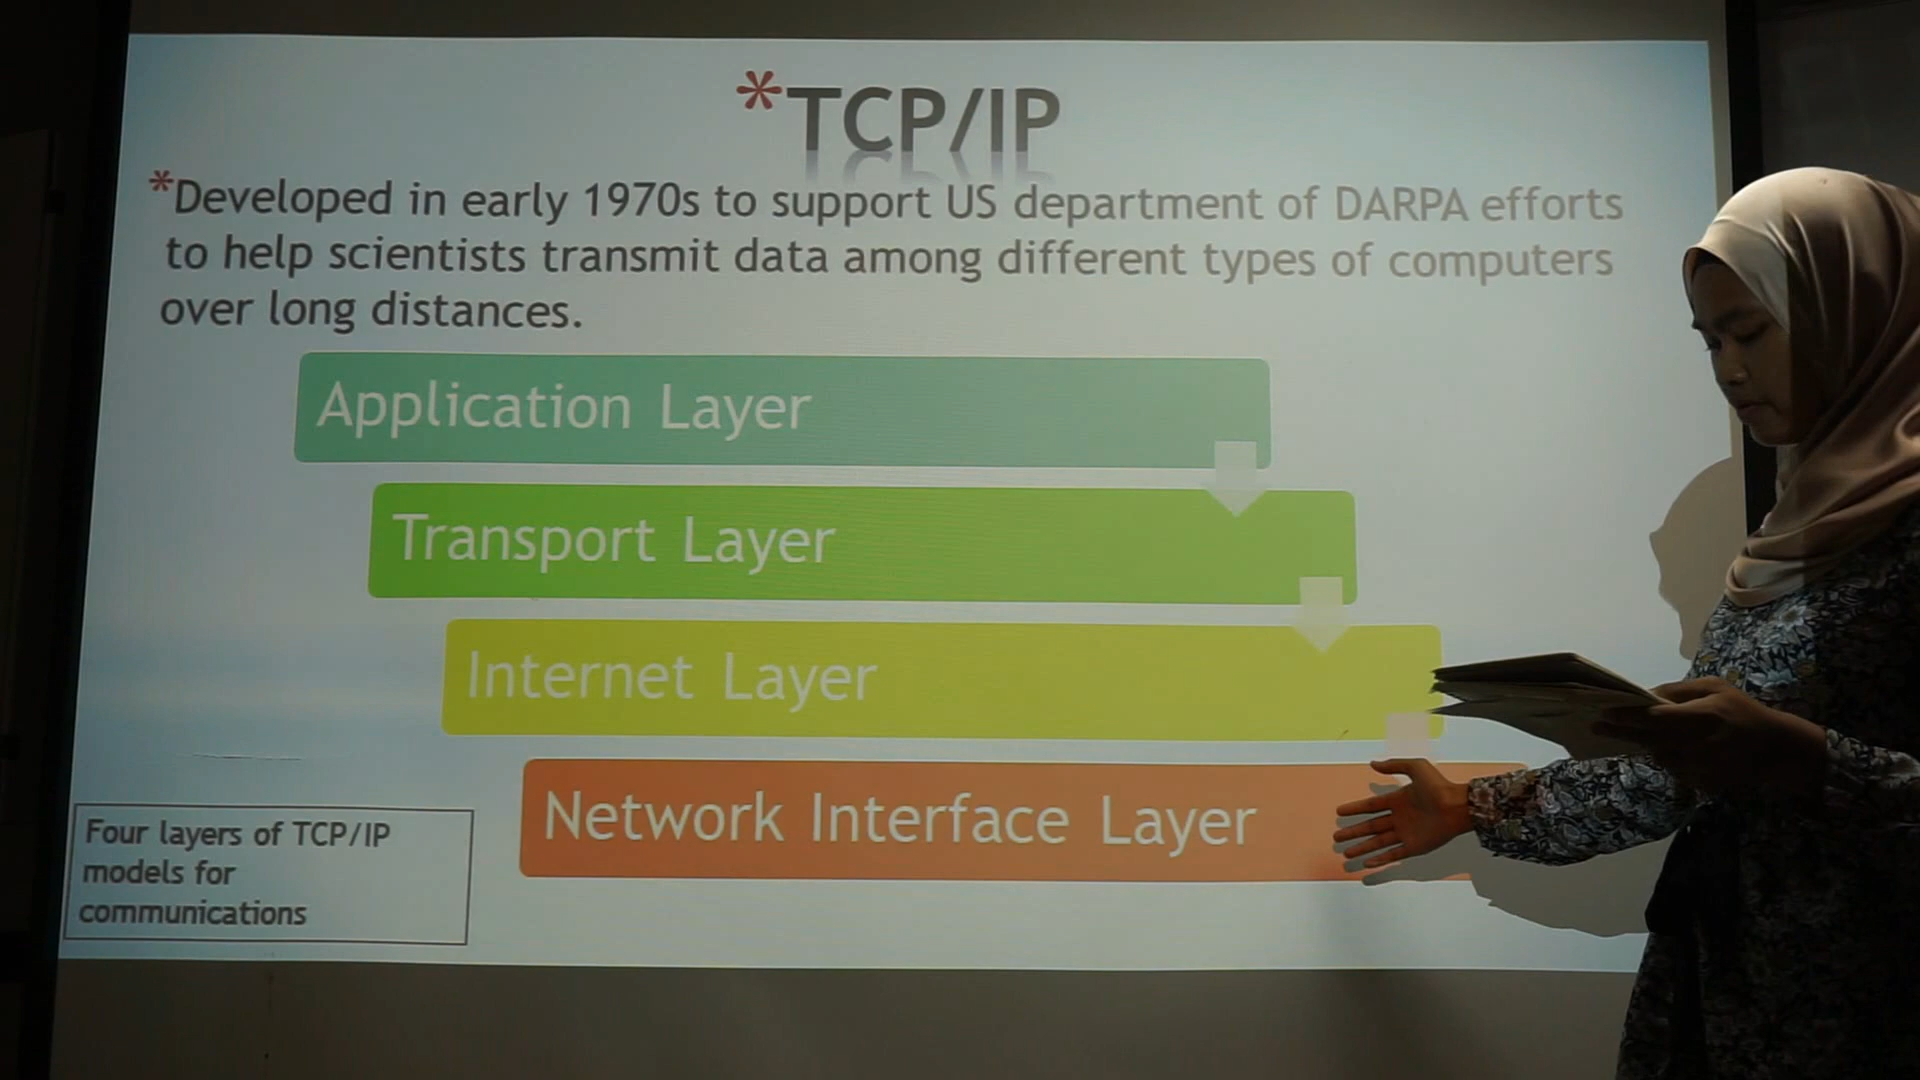 *TCP/IP
*Developed in early 1970s to support US department of DARPA efforts
to help scientists transmit data among different types of computers
over long distances.
Application Layer
Transport Layer
Internet Layer
Network Interface Layer
Four layers of TCP/IP
models for
communications